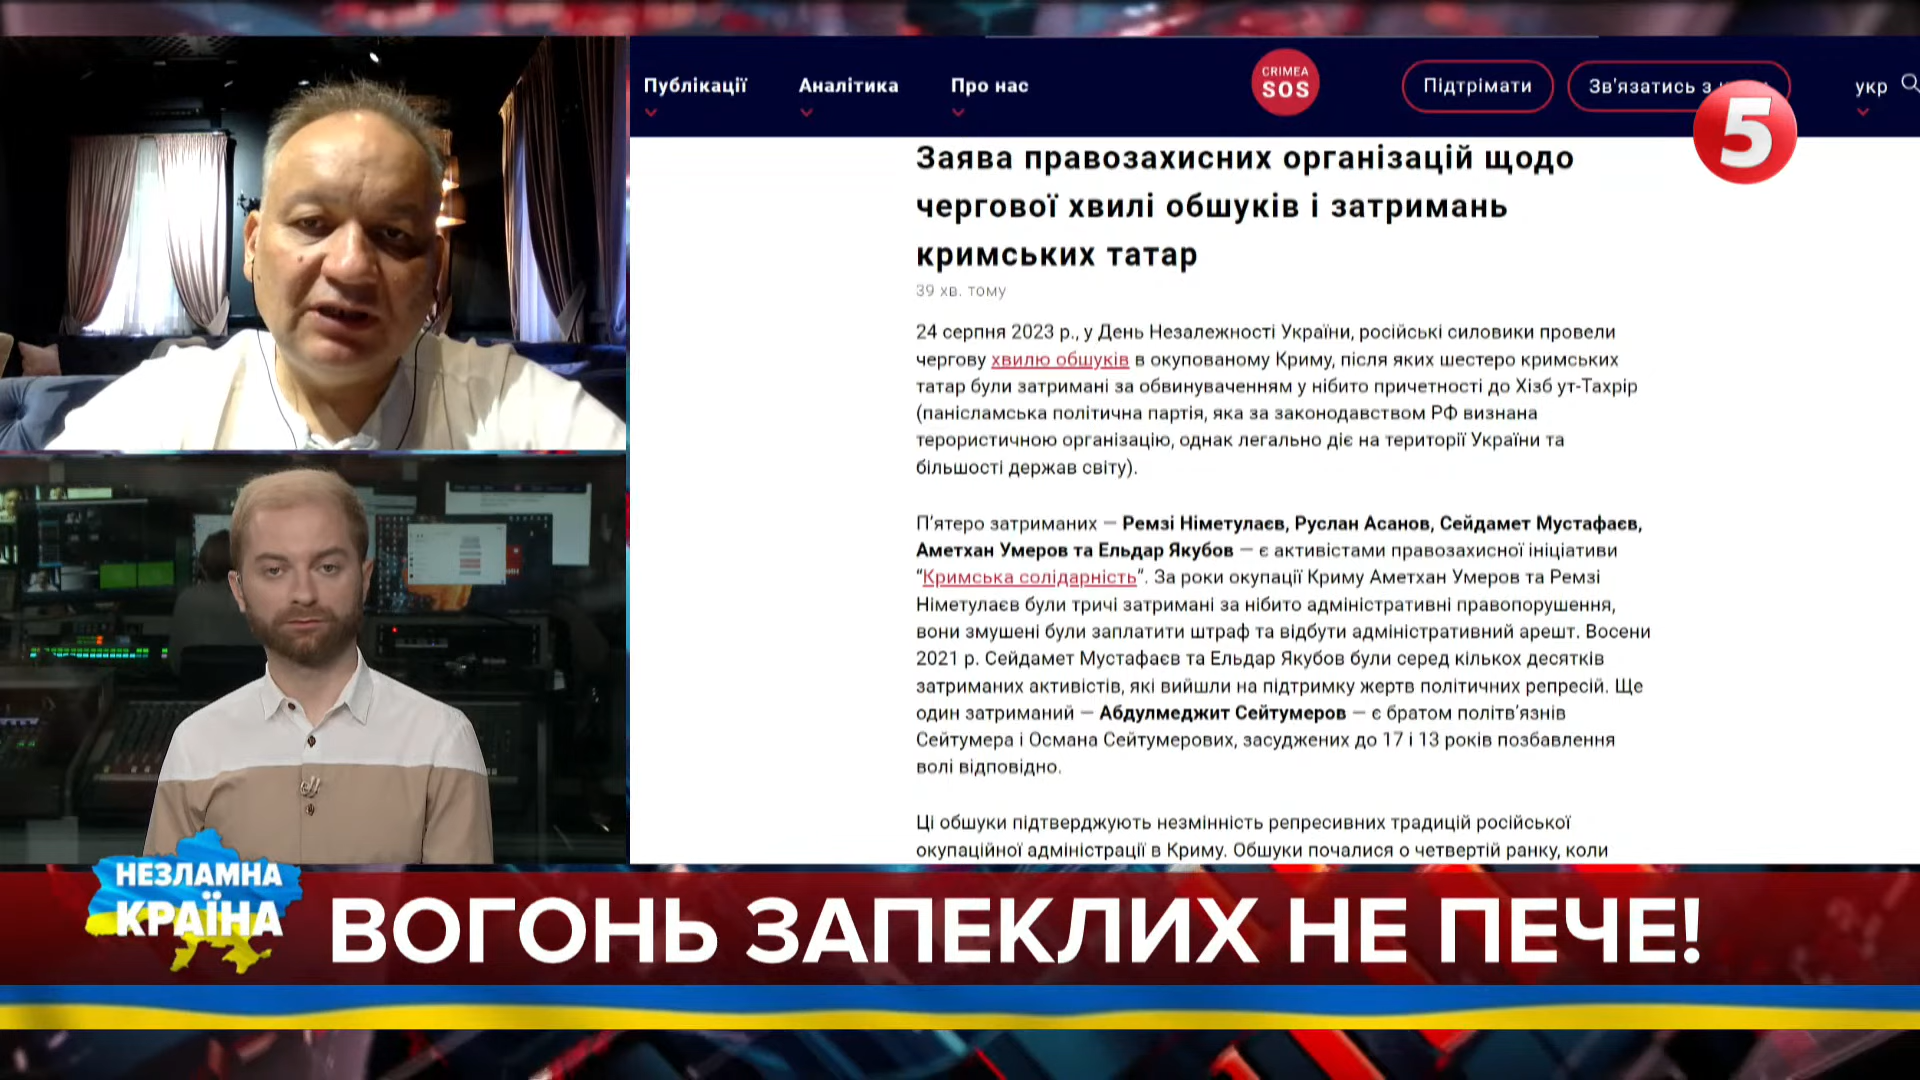 Публікації
Аналітика
Про нас
CRIMEA
SOS
Підтримати
Зв'язатись з
укр
5
Заява правозахисних організацій щодо
чергової хвилі обшуків і затримань
кримських татар
39 хв. тому
24 серпня 2023 р., у День Незалежності України, російські силовики провели
чергову хвилю обшуків в окупованому Криму, після яких шестеро кримських
татар були затримані за обвинуваченням у нібито причетності до Хізб ут-Тахрір
(панісламська політична партія, яка за законодавством РФ визнана
терористичною організацію, однак легально діє на території України та
більшості держав світу).
П'ятеро затриманих — Ремзі Німетулаєв, Руслан Асанов, Сейдамет Мустафаєв,
Аметхан Умеров та Ельдар Якубов — є активістами правозахисної ініціативи
“Кримська солідарність”. За роки окупації Криму Аметхан Умеров та Ремзі
Німетулаєв були тричі затримані за нібито адміністративні правопорушення,
вони змушені були заплатити штраф та відбути адміністративний арешт. Восени
2021 р. Сейдамет Мустафаєв та Ельдар Якубов були серед кількох десятків
затриманих активістів, які вийшли на підтримку жертв політичних репресій. Ще
один затриманий — Абдулмеджит Сейтумеров — є братом політв'язнів
Сейтумера і Османа Сейтумерових, засуджених до 17 і 13 років позбавлення
волі відповідно.
Ці обшуки підтверджують незмінність репресивних традицій російської
окупаційної адміністрації в Криму. Обшуки почалися о четвертій ранку, коли
НЕЗЛАМНА
КРАЇНА
ВОГОНЬ ЗАПЕКЛИХ НЕ ПЕЧЕ!